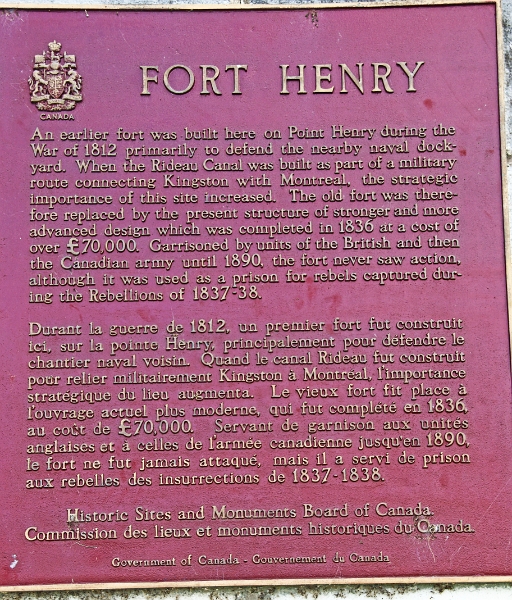 CANADA
FORT HENRY
An earlier fort was built here on Point Henry during the
War of 1812 primarily to defend the nearby naval dock-
yard. When the Rideau Canal was built as part of a military
route connecting Kingston with Montreal, the strategic
importance of this site increased. The old fort was there-
fore replaced by the present structure of stronger and more
advanced design which was completed in 1836 at a cost of
over £70,000. Garrisoned by units of the British and then
the Canadian army until 1890, the fort never saw action,
although it was used as a prison for rebels captured dur-
ing the Rebellions of 1837-38.
Durant la guerre de 1812, un premier fort fut construit
ici, sur la pointe Henry, principalement pour défendre le
chantier naval voisin. Quand le canal Rideau fut construit
pour relier militairement Kingston à Montréal, l'importance
stratégique du lieu augmenta. Le vieux fort fit place à
l'ouvrage actuel plus moderne, qui fut complété en 1836,
au coût de £70,000. Servant de garnison aux unités
anglaises et à celles de l'armée canadienne jusqu'en 1890,
le fort ne fut jamais attaqué, mais il a servi de prison
aux rebelles des insurrections de 1837-1838.
Historic Sites and Monuments Board of Canada.
Commission des lieux et monuments historiques du Canada.
Government of Canada - Gouvernement du Canada